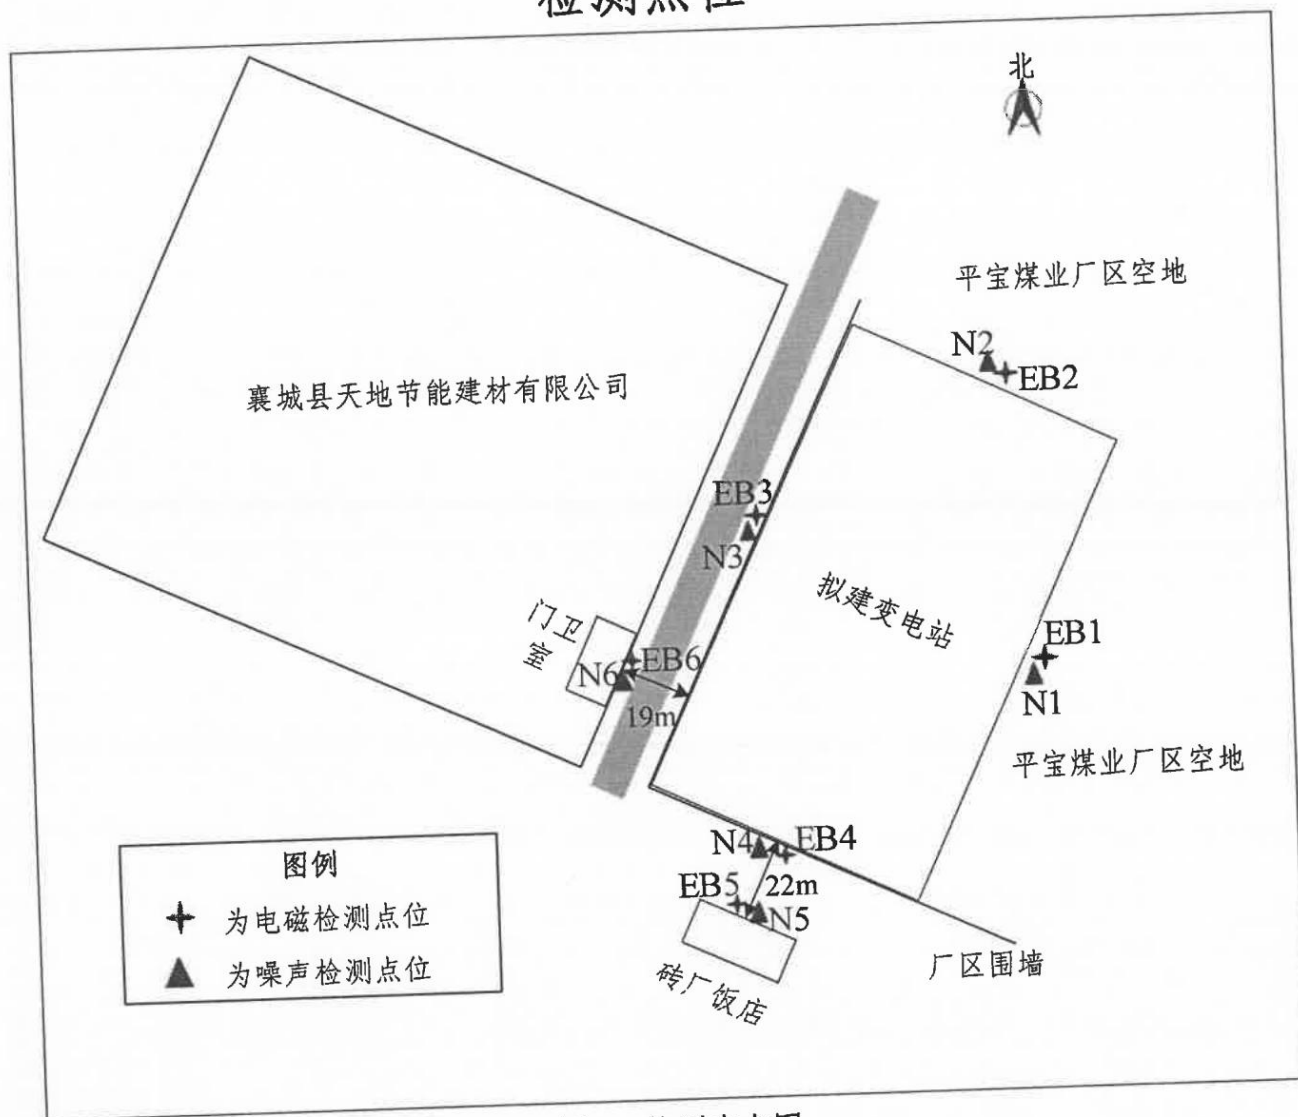 检测点位
北
平宝煤业厂区空地
N2
EB2
襄城县天地节能建材有限公司
EB3
N3
拟建变电站
门卫
室
EB1
N6
EB6
N1
19m
平宝煤业厂区空地
N4
EB4
图例
EB5
22m
为电磁检测点位
N5
厂区围墙
为噪声检测点位
砖厂饭店